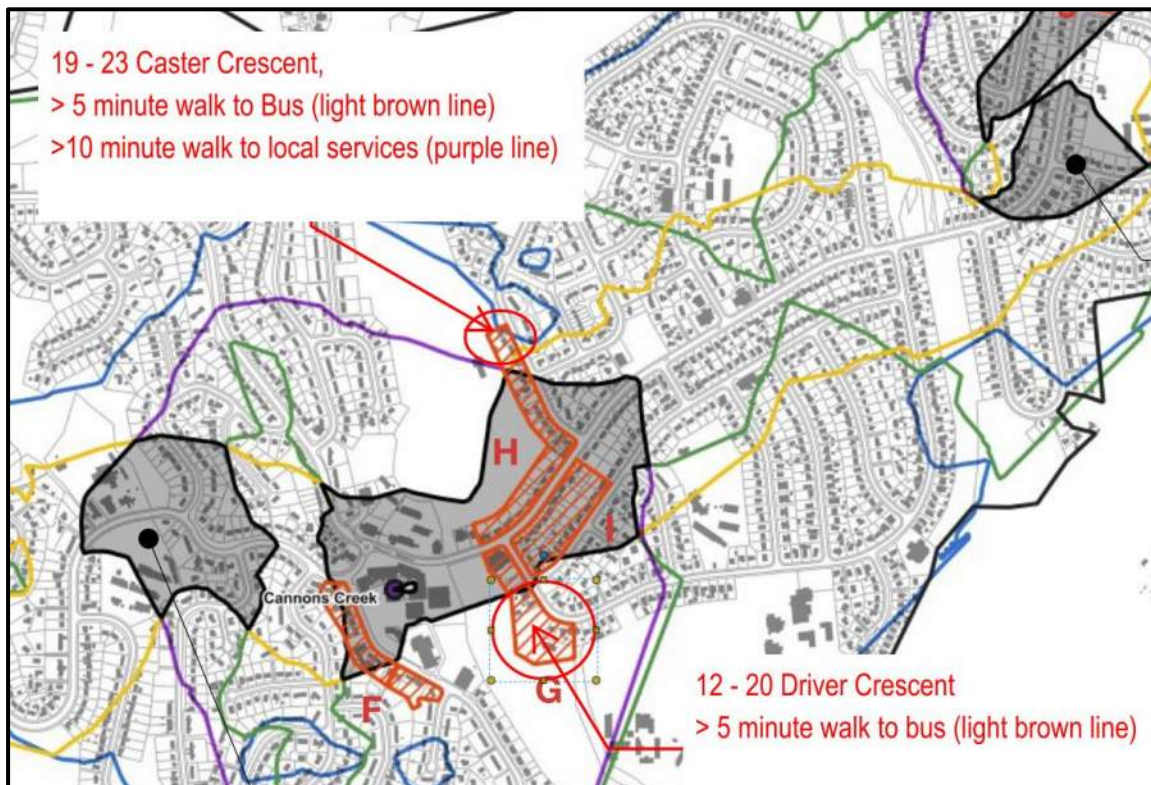 19 - 23 Caster Crescent,
> 5 minute walk to Bus (light brown line)
>10 minute walk to local services (purple line)
H
I
Cannons Creek
F
G
12 - 20 Driver Crescent
> 5 minute walk to bus (light brown line)